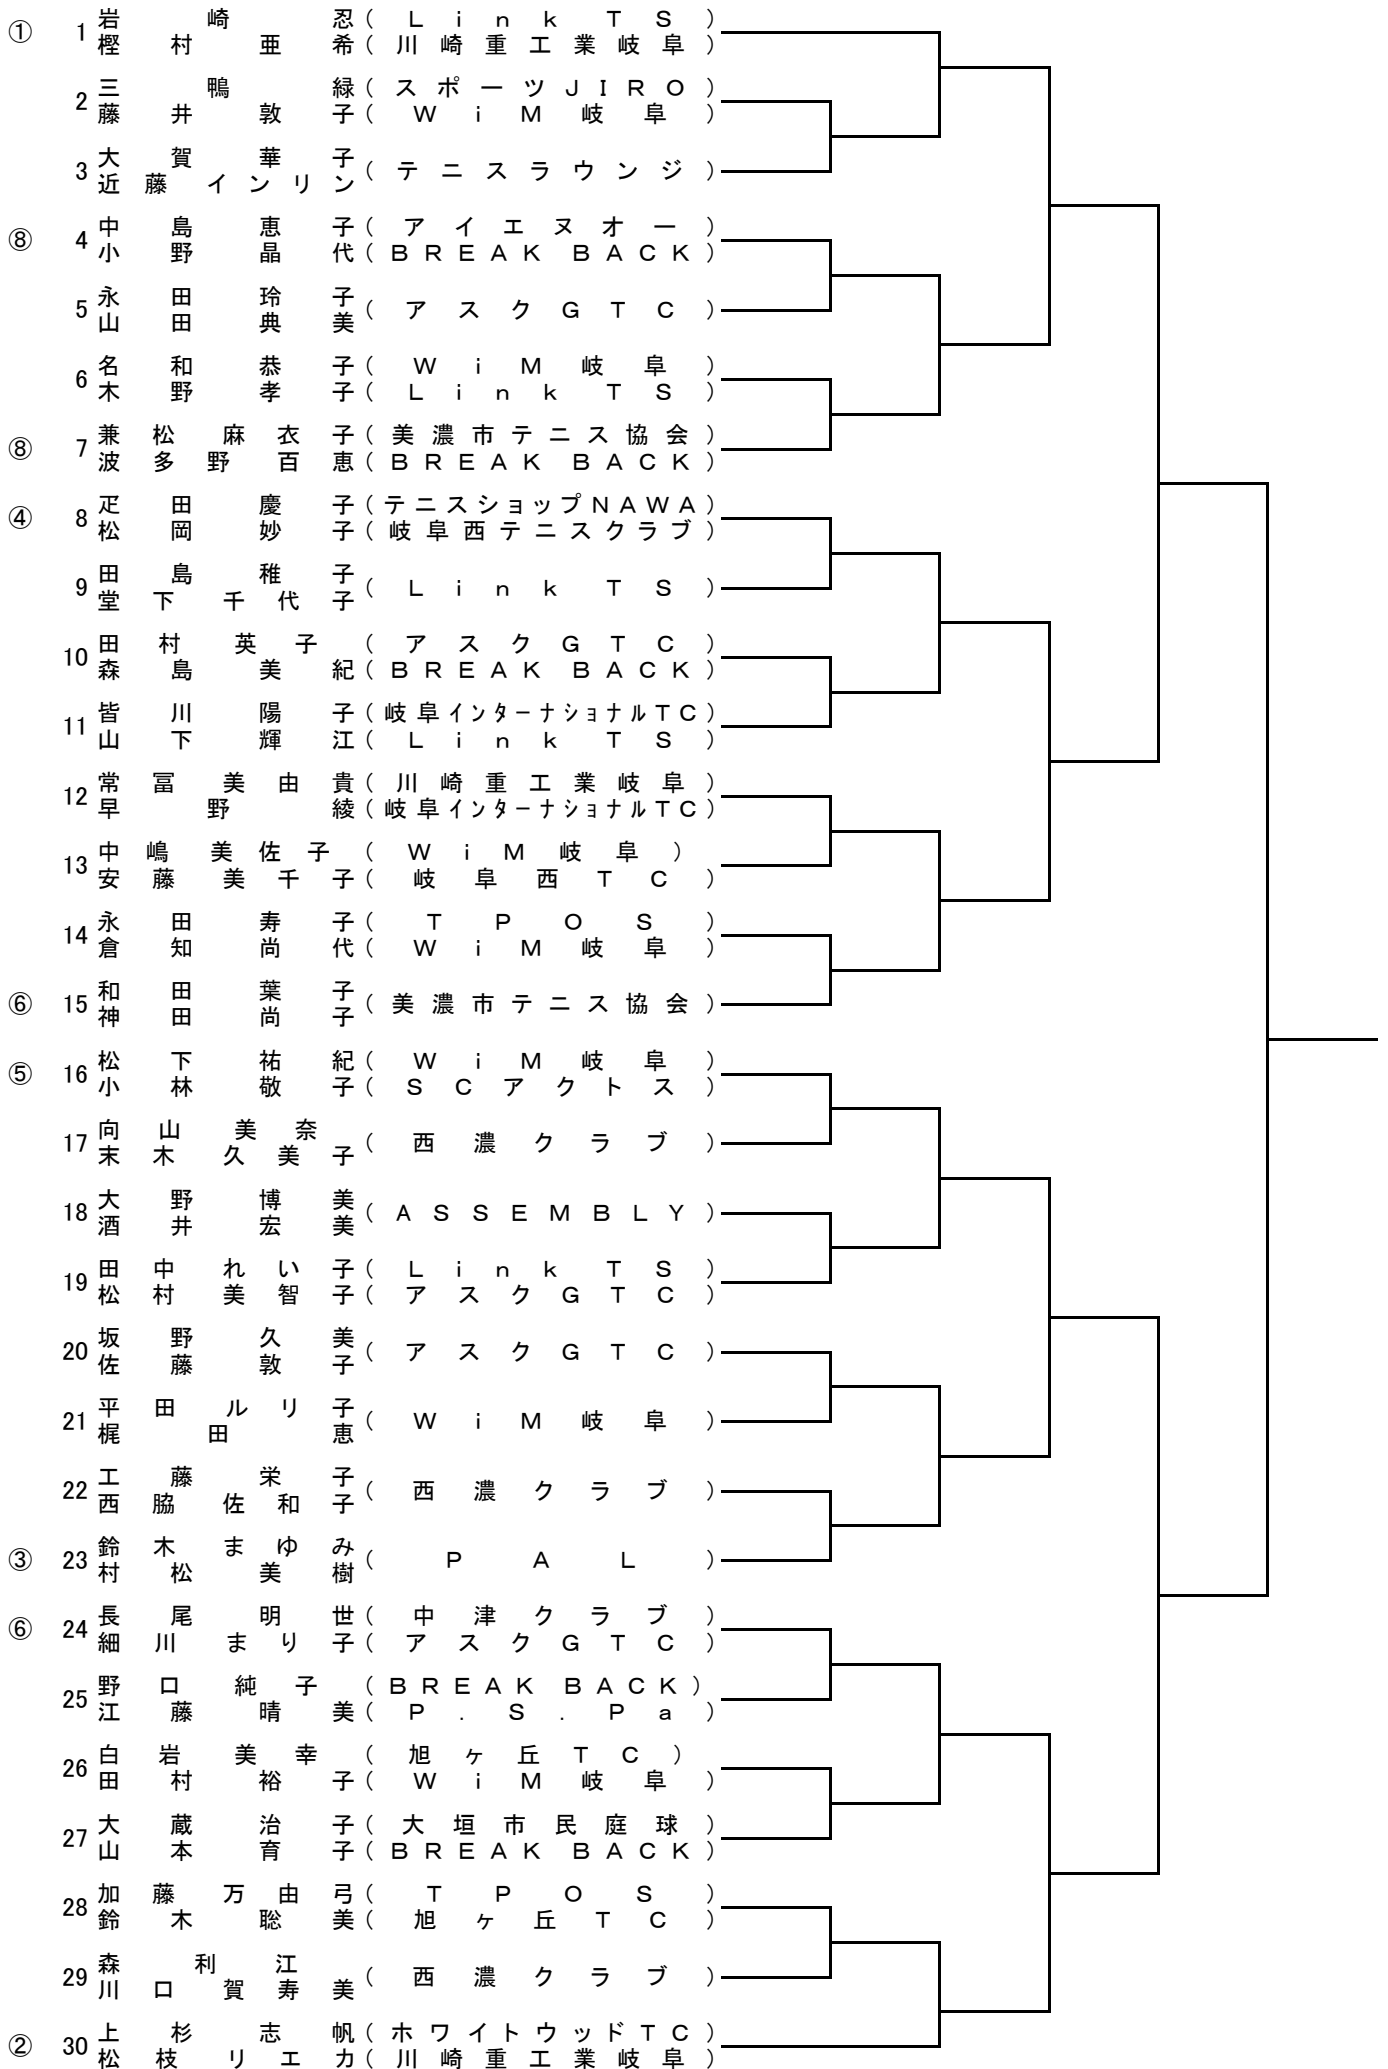 ① 1 岩崎忍(Link TS)
樫村亜希(川崎重工業岐阜)
2 三鴨緑(スポーツJIRO)
藤井敦子(WiM岐阜)
3 大賀華子(テニスラウンジ)
近藤インリン
⑧ 4 中島恵子(アイエヌオー)
小野晶代(BREAK BACK)
5 永田玲子(アスクGTC)
山田典美
6 名和恭子(WiM岐阜)
木野孝子(Link TS)
⑧ 7 兼松麻衣子(美濃市テニス協会)
波多野百恵(BREAK BACK)
④ 8 疋田慶子(テニスショップNAWA)
松岡妙子(岐阜西テニスクラブ)
9 田島稚子(Link TS)
堂下千代子
10 田村英子(アスクGTC)
森島美紀(BREAK BACK)
11 皆川陽子(岐阜インターナショナルTC)
山下輝江(Link TS)
12 常冨美由貴(川崎重工業岐阜)
早野綾(岐阜インターナショナルTC)
13 中嶋美佐子(WiM岐阜)
安藤美千子(岐阜西TC)
14 永田寿子(TPOS)
倉知尚代(WiM岐阜)
⑥ 15 和田葉子(美濃市テニス協会)
神田尚子
⑤ 16 松下祐紀(WiM岐阜)
小林敬子(SCアクトス)
17 向山美奈(西濃クラブ)
末木久美子
18 大野博美(ASSEMBLY)
酒井宏美
19 田中れい子(Link TS)
松村美智子(アスクGTC)
20 坂野久美(アスクGTC)
佐藤敦子
21 平田ルリ子(WiM岐阜)
梶田恵
22 工藤栄子(西濃クラブ)
西脇佐和子
③ 23 鈴木まゆみ(PAL)
村松美樹
⑥ 24 長尾明世(中津クラブ)
細川まり子(アスクGTC)
25 野口純子(BREAK BACK)
江藤晴美(P.S.Pa)
26 白岩美幸(旭ヶ丘TC)
田村裕子(WiM岐阜)
27 大蔵治子(大垣市民庭球)
山本育子(BREAK BACK)
28 加藤万由弓(TPOS)
鈴木聡美(旭ヶ丘TC)
29 森利江(西濃クラブ)
川口賀寿美
② 30 上杉志帆(ホワイトウッドTC)
松枝リエカ(川崎重工業岐阜)